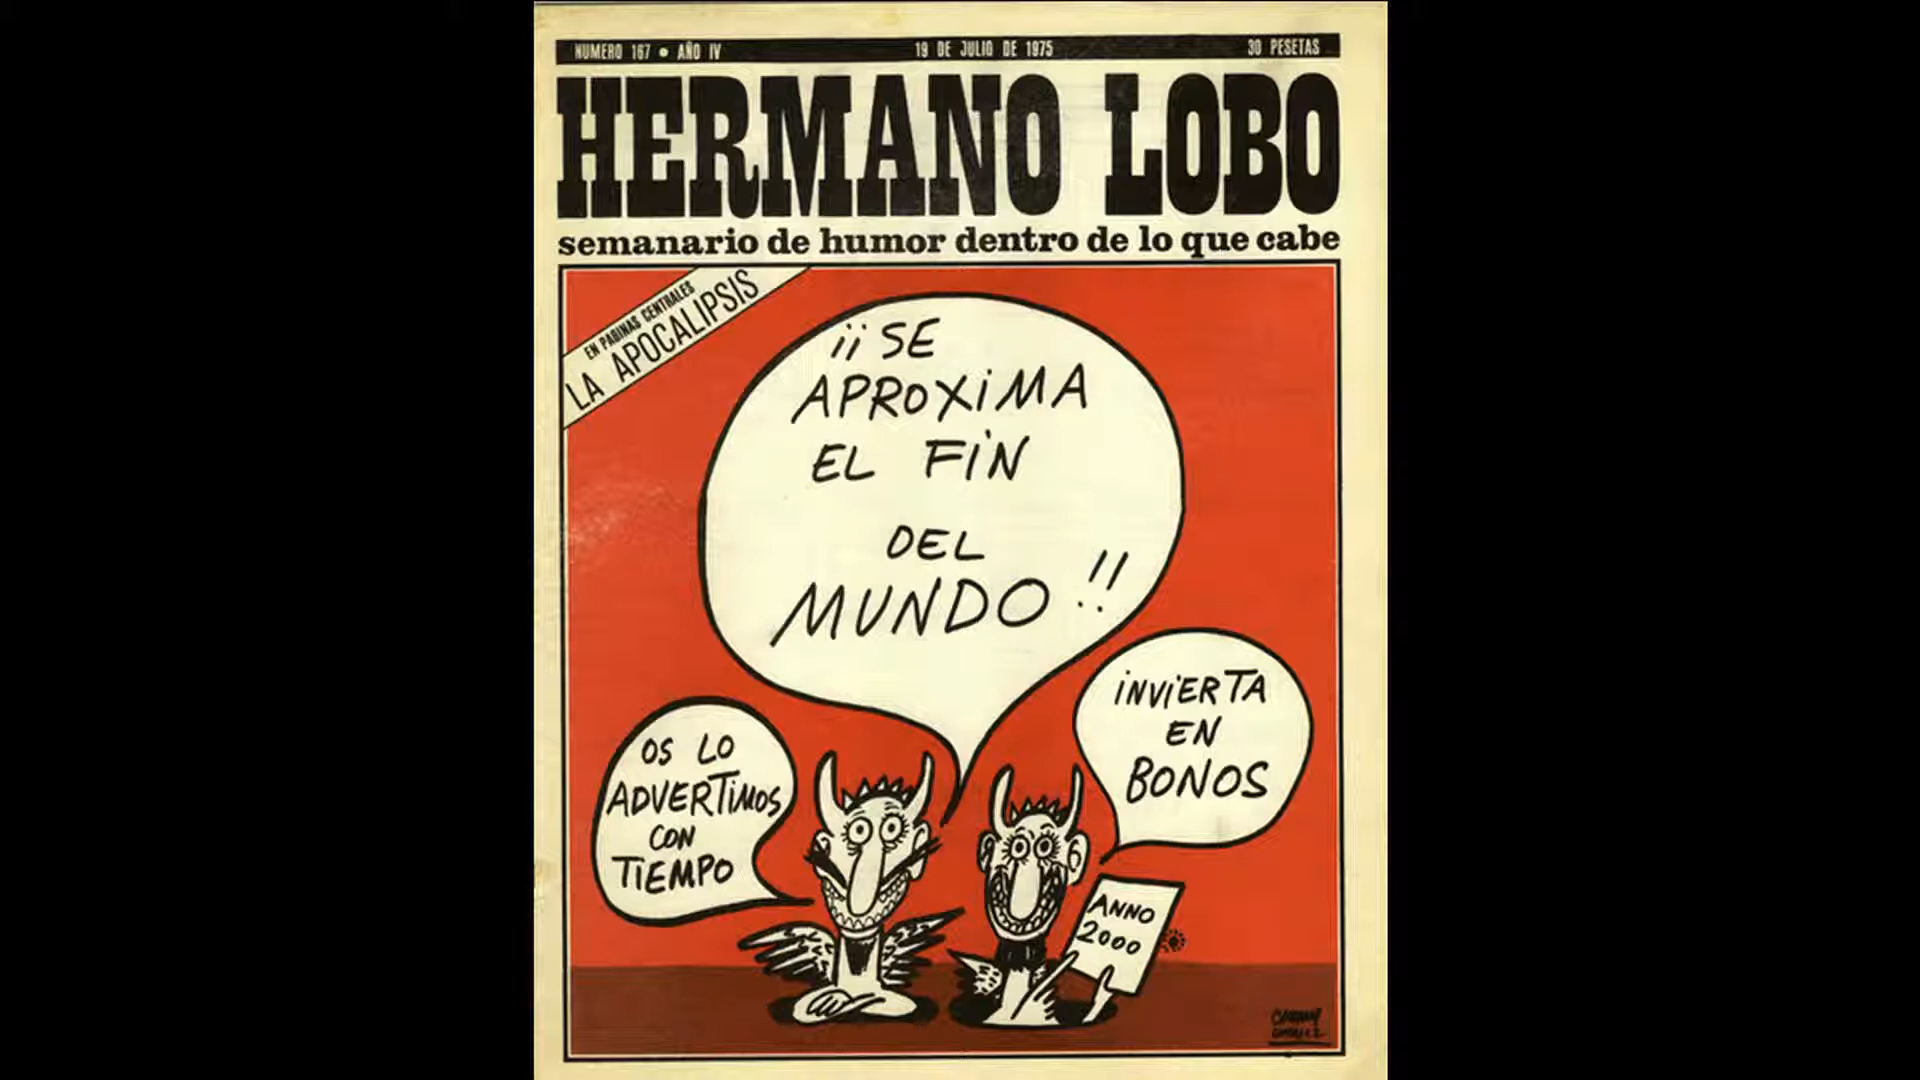 NUMERO 167 • AÑO IV 19 DE JULIO DE 1975 30 PESETAS
HERMANO LOBO
semanario de humor dentro de lo que cabe
EN PAGINAS CENTRALES
LA APOCALIPSIS
¡¡SE
APROXIMA
EL FIN
DEL
MUNDO!!
INVIERTA
EN
BONOS
OS LO
ADVERTIMOS
CON
TIEMPO
ANNO
2000